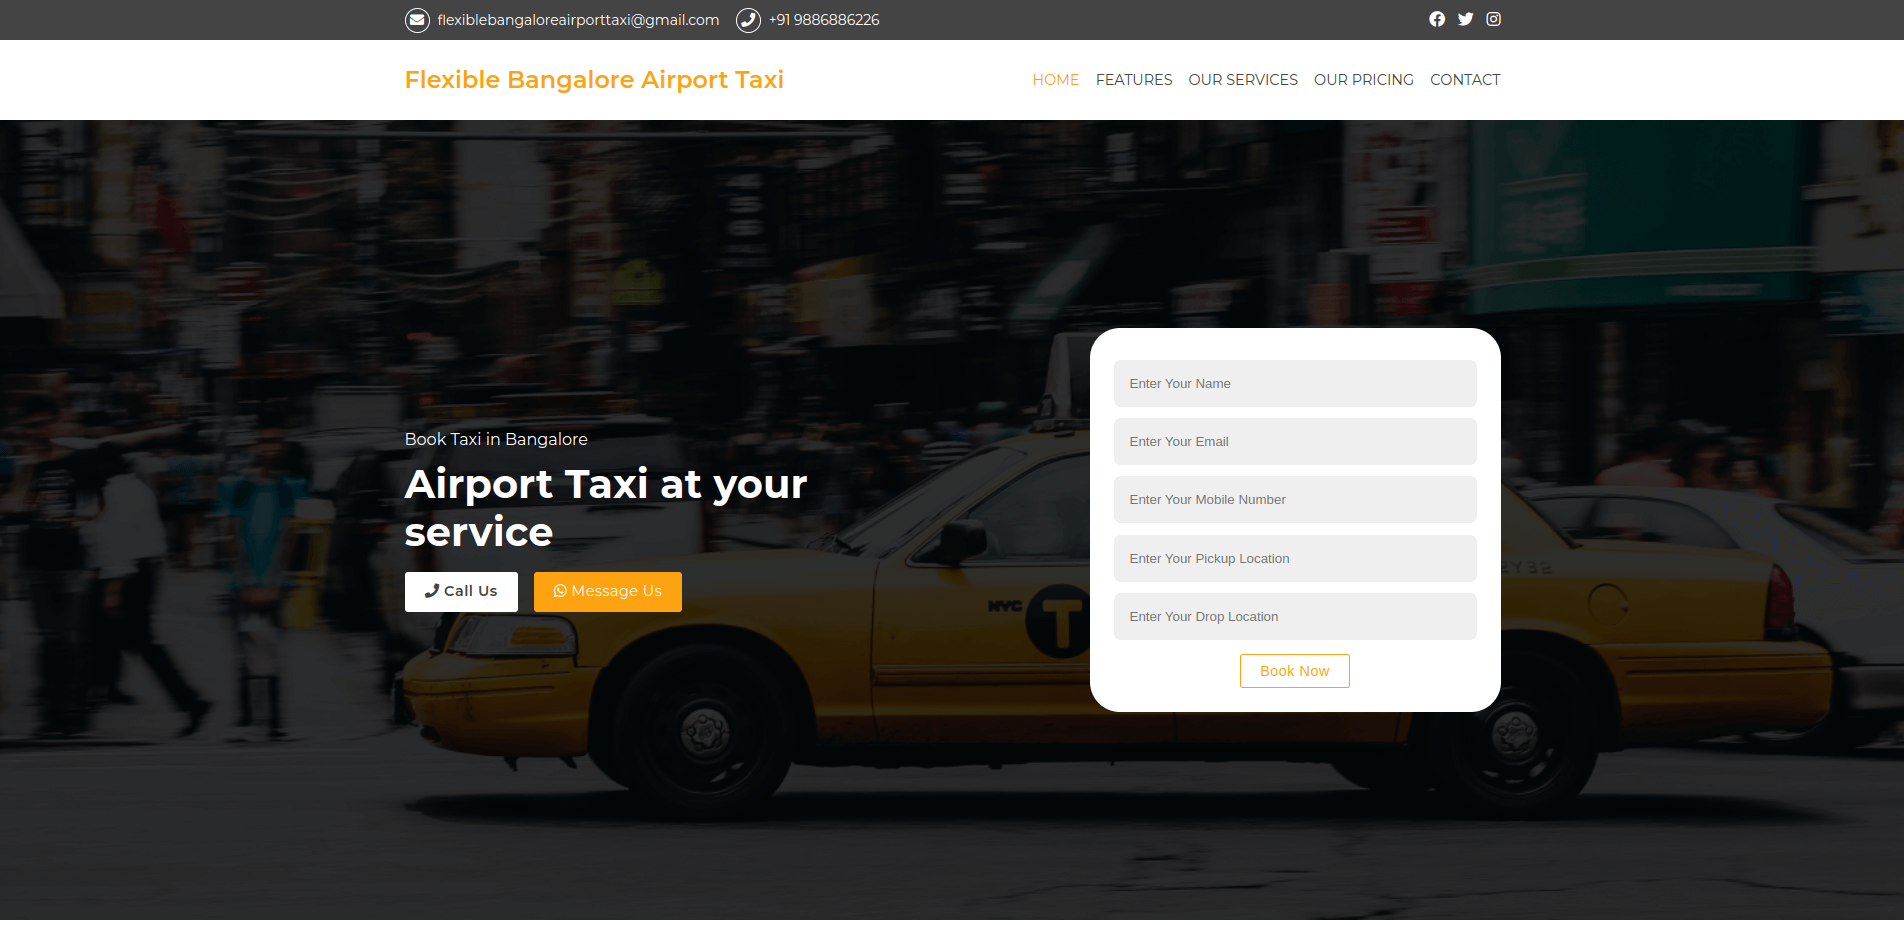 flexiblebangaloreairporttaxi@gmail.com +91 9886886226
Flexible Bangalore Airport Taxi
HOME FEATURES OUR SERVICES OUR PRICING CONTACT
Book Taxi in Bangalore
Airport Taxi at your
service
Call Us Message Us
NYC T
Enter Your Name
Enter Your Email
Enter Your Mobile Number
Enter Your Pickup Location
Enter Your Drop Location
Book Now